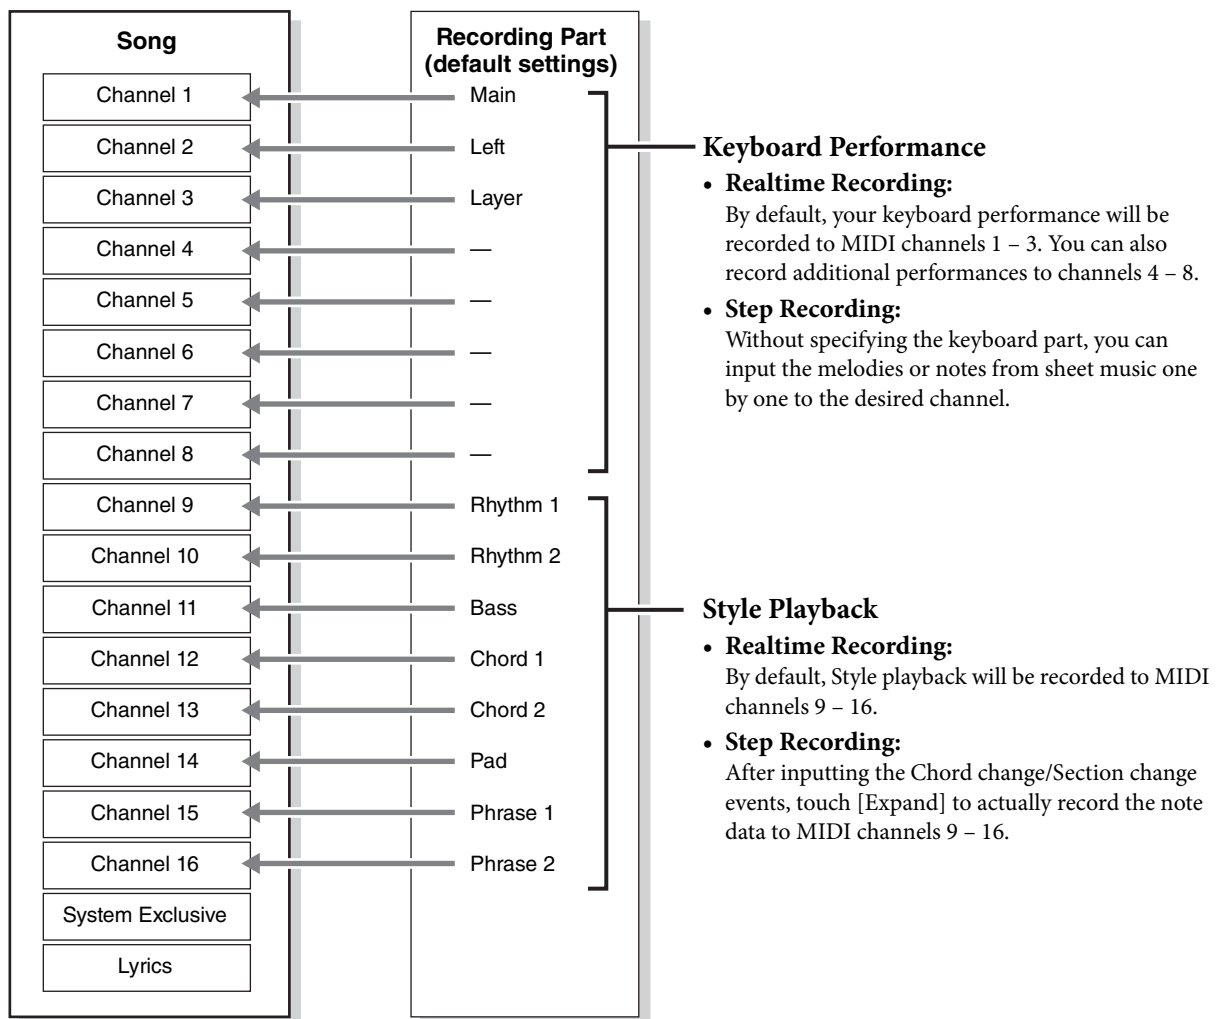 Song
Recording Part
(default settings)
Channel 1
Main
Channel 2
Left
Channel 3
Layer
Channel 4
—
Channel 5
—
Channel 6
—
Channel 7
—
Channel 8
—
Channel 9
Rhythm 1
Channel 10
Rhythm 2
Channel 11
Bass
Channel 12
Chord 1
Channel 13
Chord 2
Channel 14
Pad
Channel 15
Phrase 1
Channel 16
Phrase 2
System Exclusive
Lyrics
Keyboard Performance
• Realtime Recording:
By default, your keyboard performance will be
recorded to MIDI channels 1 – 3. You can also
record additional performances to channels 4 – 8.
• Step Recording:
Without specifying the keyboard part, you can
input the melodies or notes from sheet music one
by one to the desired channel.
Style Playback
• Realtime Recording:
By default, Style playback will be recorded to MIDI
channels 9 – 16.
• Step Recording:
After inputting the Chord change/Section change
events, touch [Expand] to actually record the note
data to MIDI channels 9 – 16.